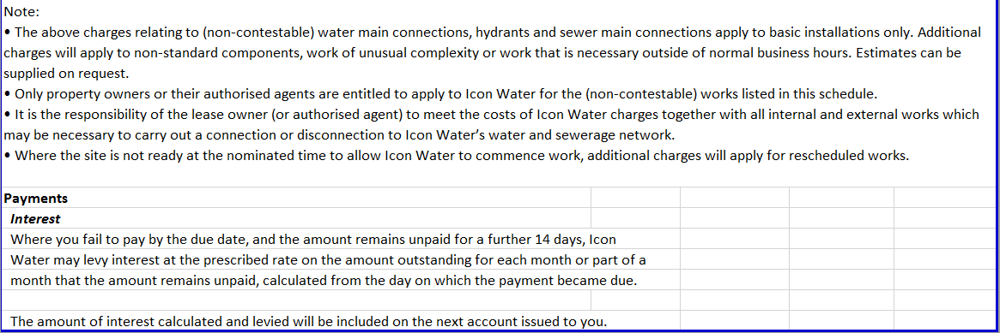 Note:
• The above charges relating to (non-contestable) water main connections, hydrants and sewer main connections apply to basic installations only. Additional
charges will apply to non-standard components, work of unusual complexity or work that is necessary outside of normal business hours. Estimates can be
supplied on request.
• Only property owners or their authorised agents are entitled to apply to Icon Water for the (non-contestable) works listed in this schedule.
• It is the responsibility of the lease owner (or authorised agent) to meet the costs of Icon Water charges together with all internal and external works which
may be necessary to carry out a connection or disconnection to Icon Water’s water and sewerage network.
• Where the site is not ready at the nominated time to allow Icon Water to commence work, additional charges will apply for rescheduled works.
Payments
Interest
Where you fail to pay by the due date, and the amount remains unpaid for a further 14 days, Icon
Water may levy interest at the prescribed rate on the amount outstanding for each month or part of a
month that the amount remains unpaid, calculated from the day on which the payment became due.
The amount of interest calculated and levied will be included on the next account issued to you.